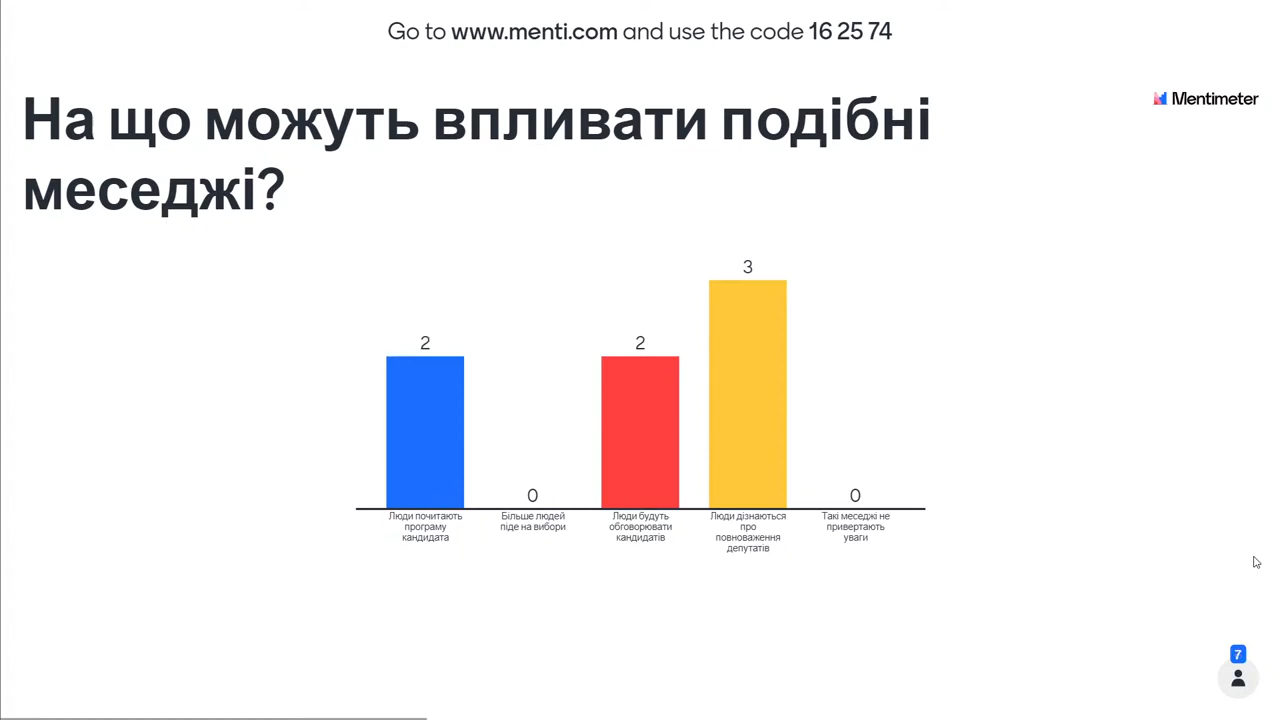 Go to www.menti.com and use the code 16 25 74
Mentimeter
На що можуть впливати подібні
меседжі?
2
0
2
3
0
Люди почитають
програму
кандидата
Більше людей
піде на вибори
Люди будуть
обговорювати
кандидатів
Люди дізнаються
про
повноваження
депутатів
Такі меседжі не
привертають
уваги
7